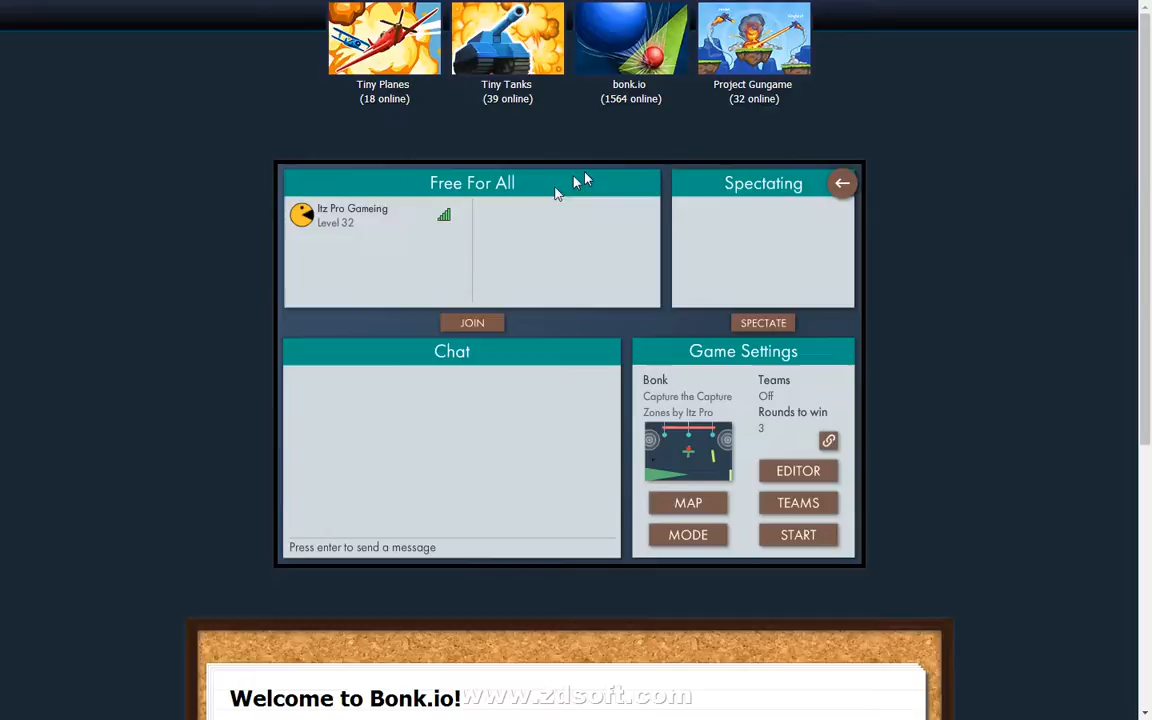 Tiny Planes
(18 online)
Tiny Tanks
(39 online)
bonk.io
(1564 online)
Project Gungame
(32 online)
Free For All
Spectating
Itz Pro Gameing
Level 32
JOIN
SPECTATE
Chat
Press enter to send a message
Game Settings
Bonk
Capture the Capture
Zones by Itz Pro
Teams
Off
Rounds to win
3
EDITOR
MAP
TEAMS
MODE
START
Welcome to Bonk.io!
www.zdsoft.com